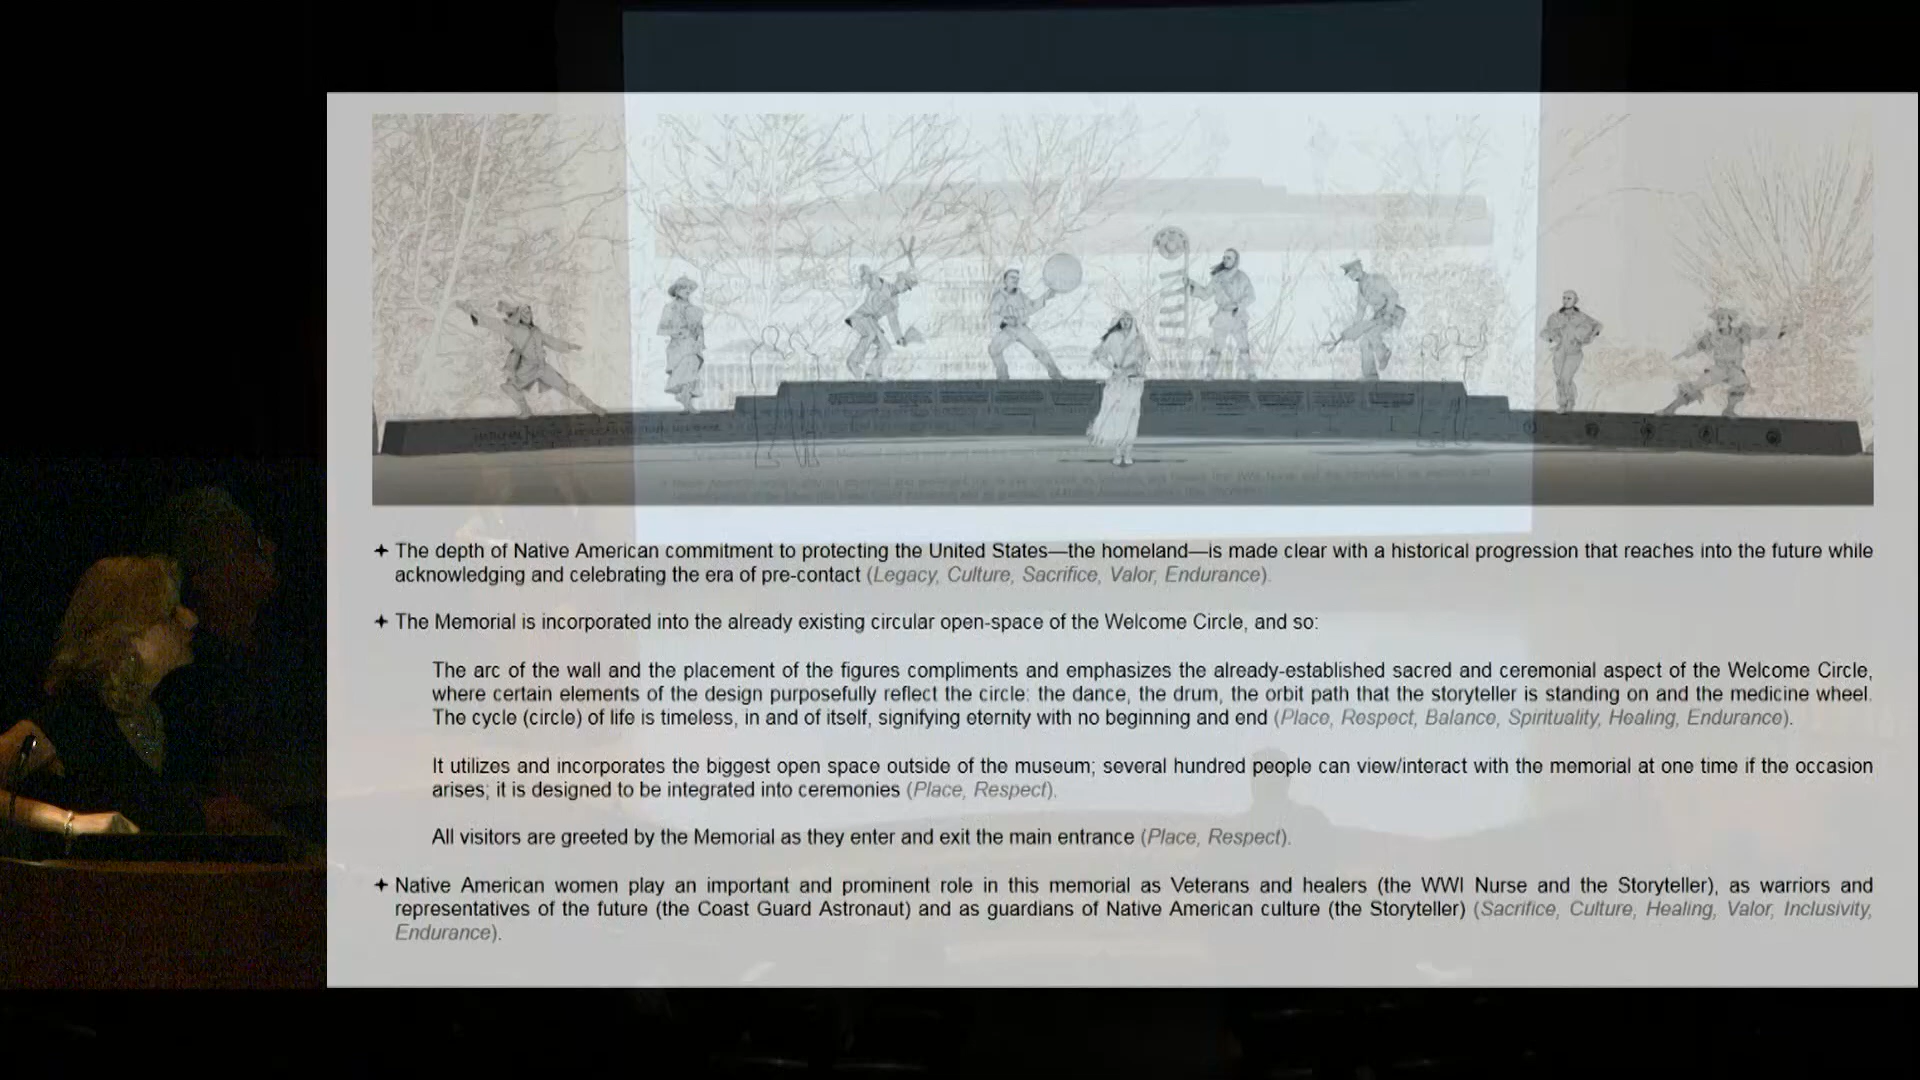 NATIONAL NATIVE AMERICAN VETERANS MEMORIAL
✦ The depth of Native American commitment to protecting the United States—the homeland—is made clear with a historical progression that reaches into the future while
acknowledging and celebrating the era of pre-contact (Legacy, Culture, Sacrifice, Valor, Endurance).
✦ The Memorial is incorporated into the already existing circular open-space of the Welcome Circle, and so:
The arc of the wall and the placement of the figures compliments and emphasizes the already-established sacred and ceremonial aspect of the Welcome Circle,
where certain elements of the design purposefully reflect the circle: the dance, the drum, the orbit path that the storyteller is standing on and the medicine wheel.
The cycle (circle) of life is timeless, in and of itself, signifying eternity with no beginning and end (Place, Respect, Balance, Spirituality, Healing, Endurance).
It utilizes and incorporates the biggest open space outside of the museum; several hundred people can view/interact with the memorial at one time if the occasion
arises; it is designed to be integrated into ceremonies (Place, Respect).
All visitors are greeted by the Memorial as they enter and exit the main entrance (Place, Respect).
✦ Native American women play an important and prominent role in this memorial as Veterans and healers (the WWI Nurse and the Storyteller), as warriors and
representatives of the future (the Coast Guard Astronaut) and as guardians of Native American culture (the Storyteller) (Sacrifice, Culture, Healing, Valor, Inclusivity,
Endurance).